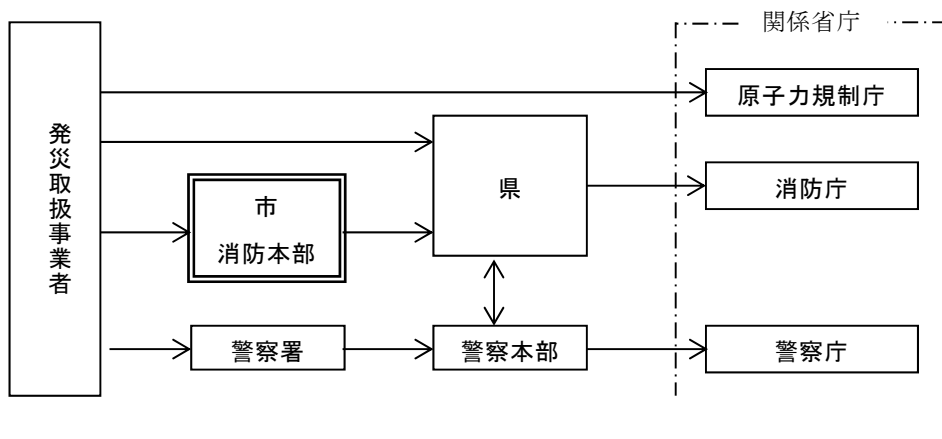 関係省庁
発災取扱事業者
原子力規制庁
県
消防庁
市
消防本部
警察署
警察本部
警察庁